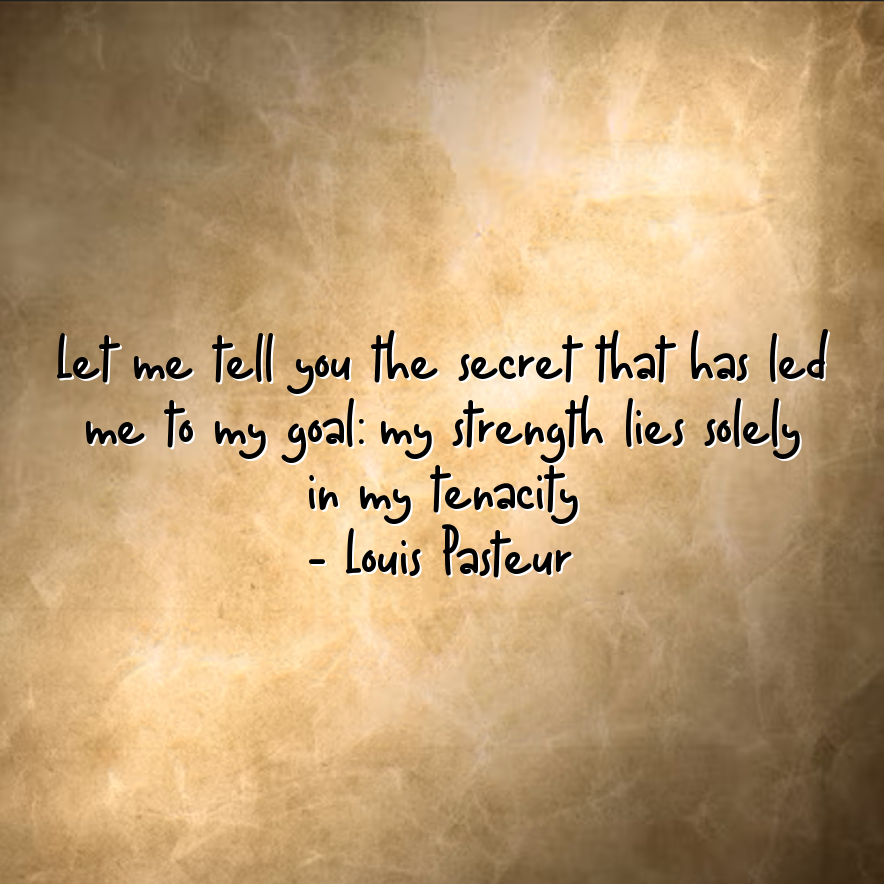 Let me tell you the secret that has led
me to my goal: my strength lies solely
in my tenacity
- Louis Pasteur